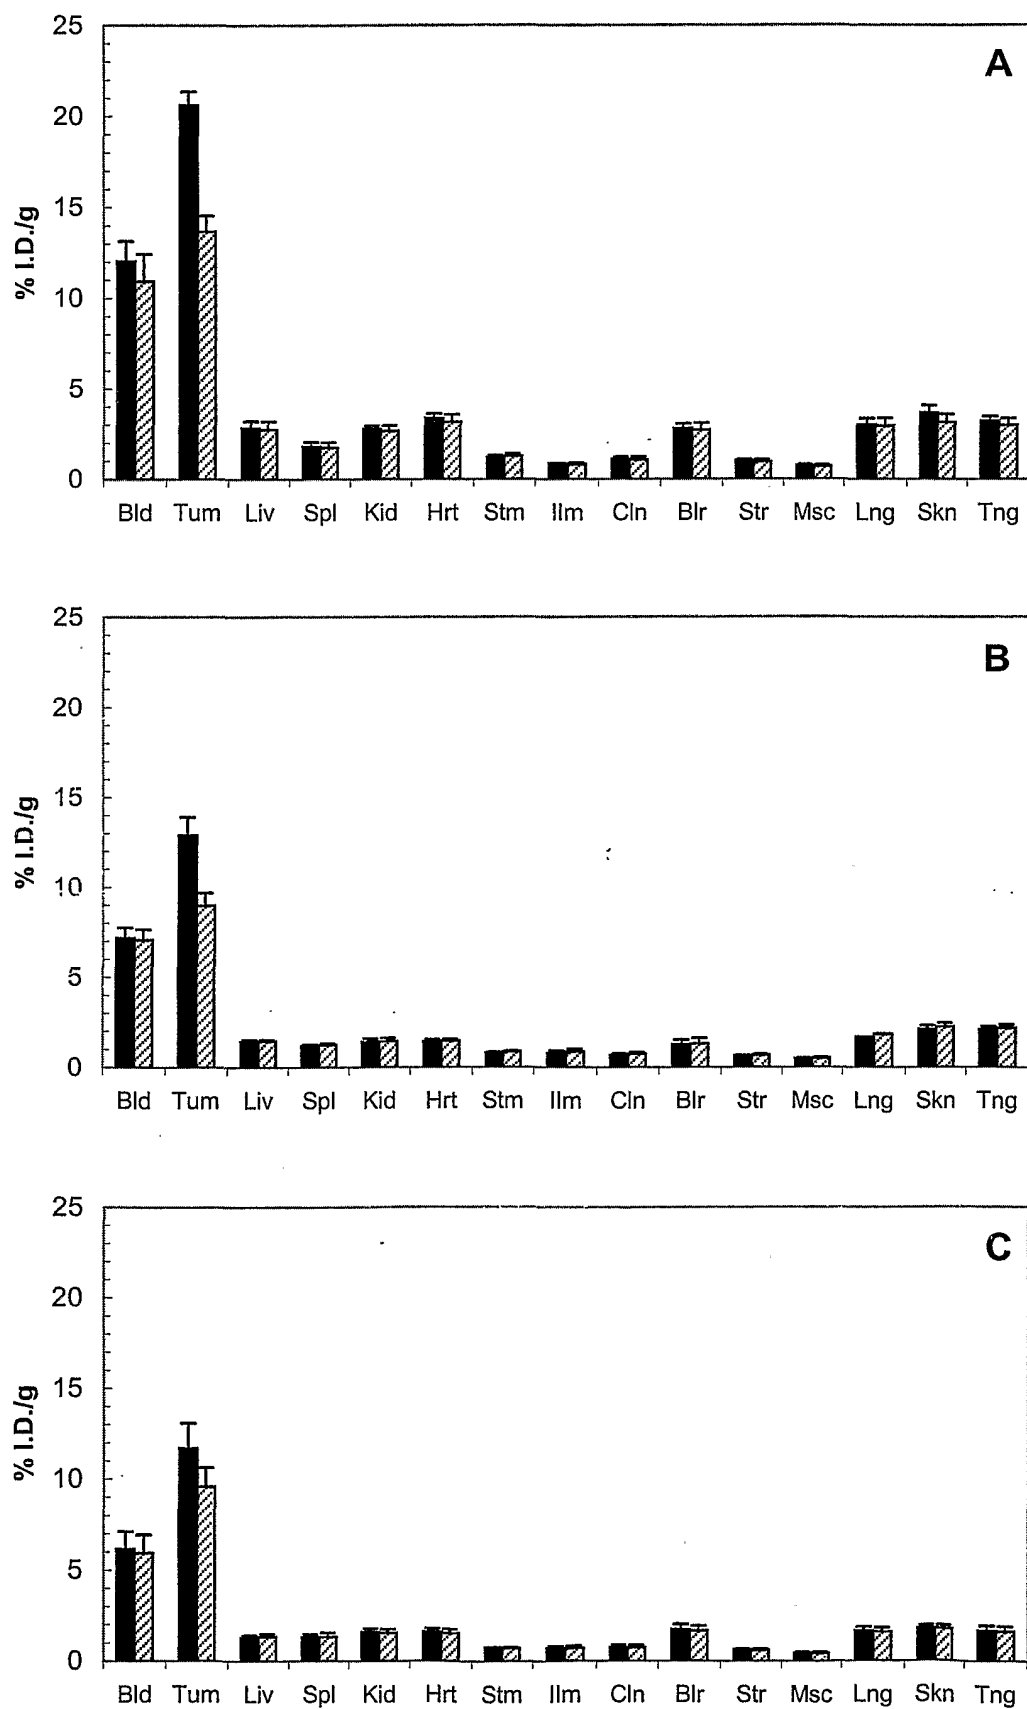 25
A
20
15
% I.D./g
10
5
0
Bld Tum Liv Spl Kid Hrt Stm Ilm Cln Blr Str Msc Lng Skn Tng
25
B
20
15
% I.D./g
10
5
0
Bld Tum Liv Spl Kid Hrt Stm Ilm Cln Blr Str Msc Lng Skn Tng
25
C
20
15
% I.D./g
10
5
0
Bld Tum Liv Spl Kid Hrt Stm Ilm Cln Blr Str Msc Lng Skn Tng